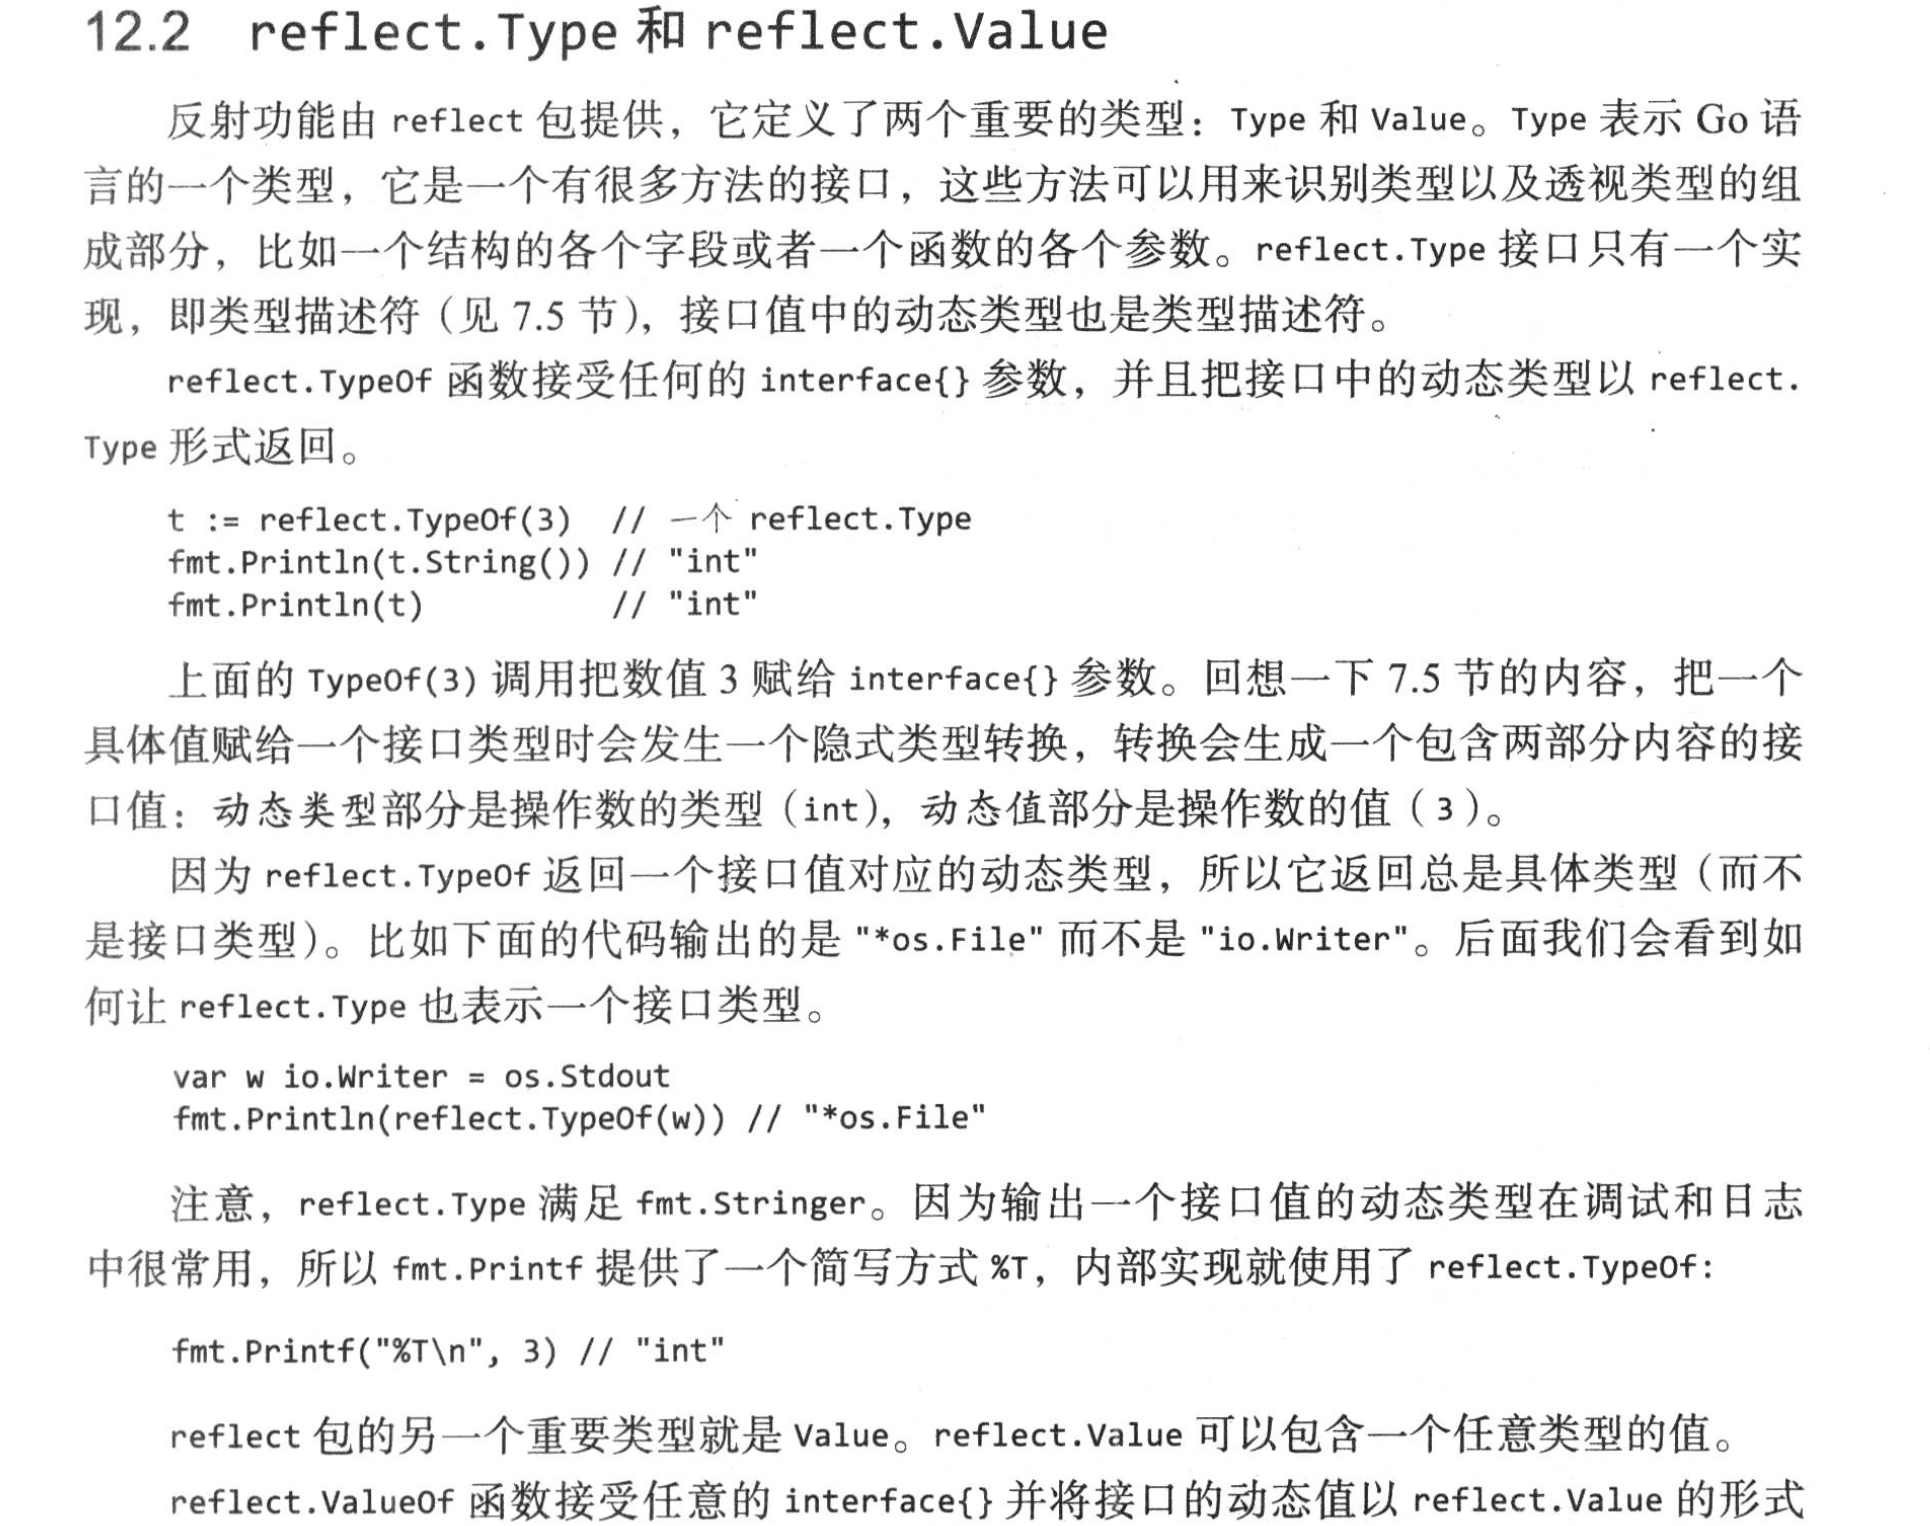 12.2 reflect.Type 和 reflect.Value
反射功能由 reflect 包提供，它定义了两个重要的类型：Type 和 Value。Type 表示 Go 语
言的一个类型，它是一个有很多方法的接口，这些方法可以用来识别类型以及透视类型的组
成部分，比如一个结构的各个字段或者一个函数的各个参数。reflect.Type 接口只有一个实
现，即类型描述符（见 7.5 节），接口值中的动态类型也是类型描述符。
reflect.TypeOf 函数接受任何的 interface{} 参数，并且把接口中的动态类型以 reflect.
Type 形式返回。
t := reflect.TypeOf(3)  // 一个 reflect.Type
fmt.Println(t.String()) // "int"
fmt.Println(t)          // "int"
上面的 TypeOf(3) 调用把数值 3 赋给 interface{} 参数。回想一下 7.5 节的内容，把一个
具体值赋给一个接口类型时会发生一个隐式类型转换，转换会生成一个包含两部分内容的接
口值：动态类型部分是操作数的类型（int），动态值部分是操作数的值（3）。
因为 reflect.TypeOf 返回一个接口值对应的动态类型，所以它返回总是具体类型（而不
是接口类型）。比如下面的代码输出的是 "*os.File" 而不是 "io.Writer"。后面我们会看到如
何让 reflect.Type 也表示一个接口类型。
var w io.Writer = os.Stdout
fmt.Println(reflect.TypeOf(w)) // "*os.File"
注意，reflect.Type 满足 fmt.Stringer。因为输出一个接口值的动态类型在调试和日志
中很常用，所以 fmt.Printf 提供了一个简写方式 %T，内部实现就使用了 reflect.TypeOf:
fmt.Printf("%T\n", 3) // "int"
reflect 包的另一个重要类型就是 Value。reflect.Value 可以包含一个任意类型的值。
reflect.ValueOf 函数接受任意的 interface{} 并将接口的动态值以 reflect.Value 的形式